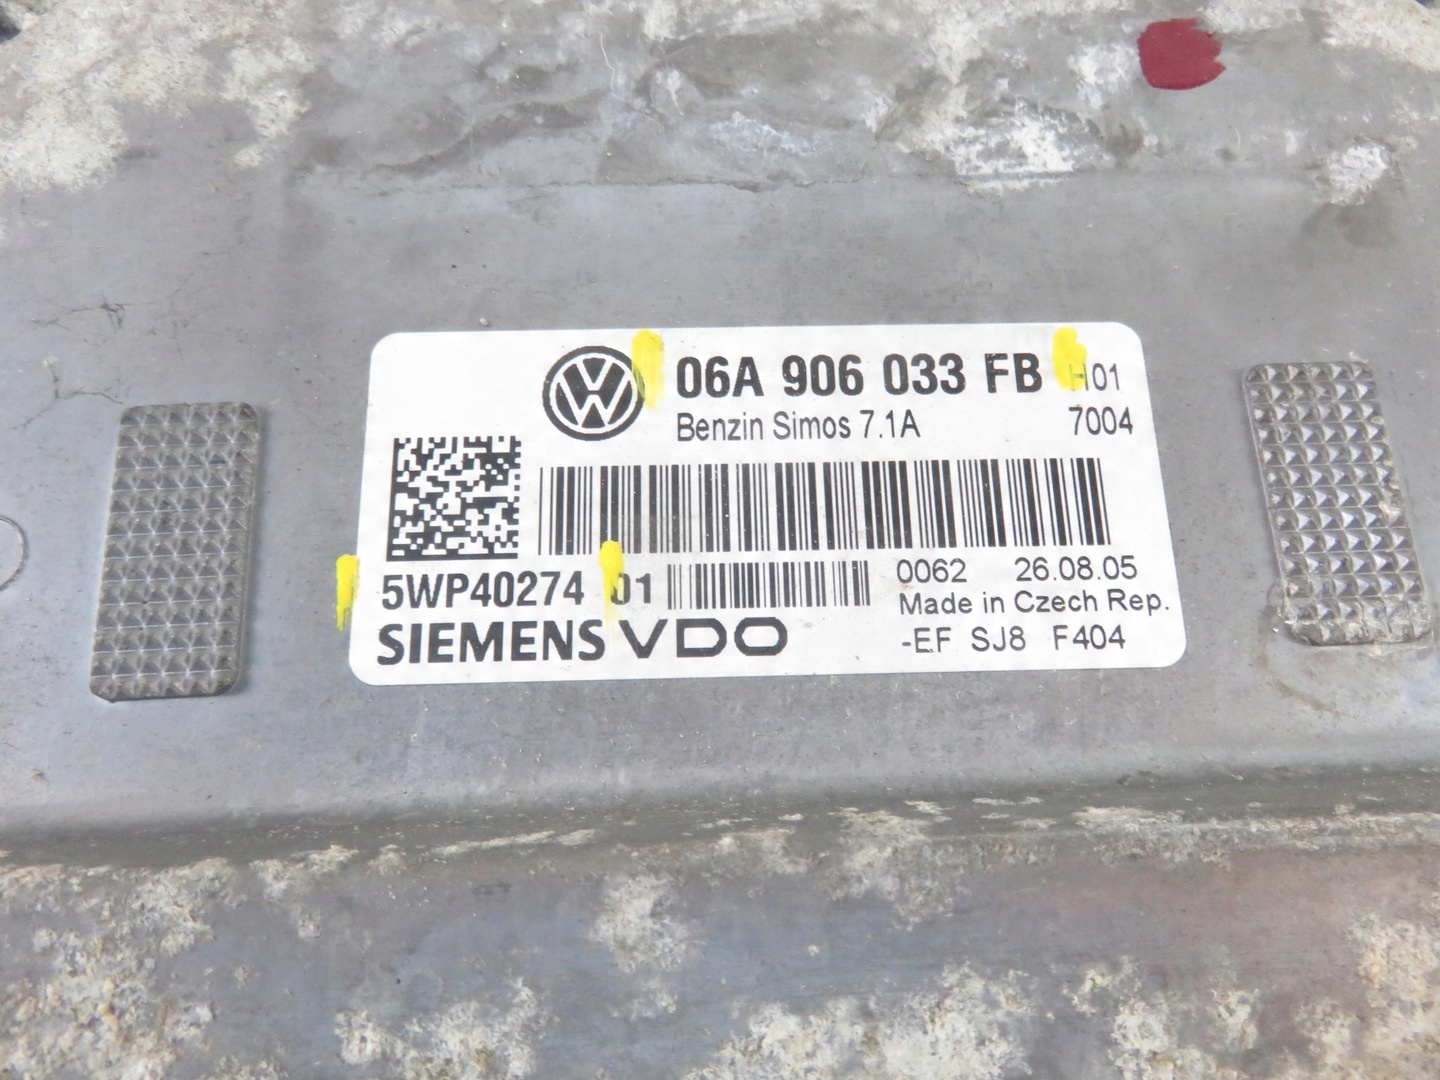 06A 906 033 FB H01
Benzin Simos 7.1A 7004
5WP40274 01 0062 26.08.05
Made in Czech Rep.
SIEMENS VDO -EF SJ8 F404